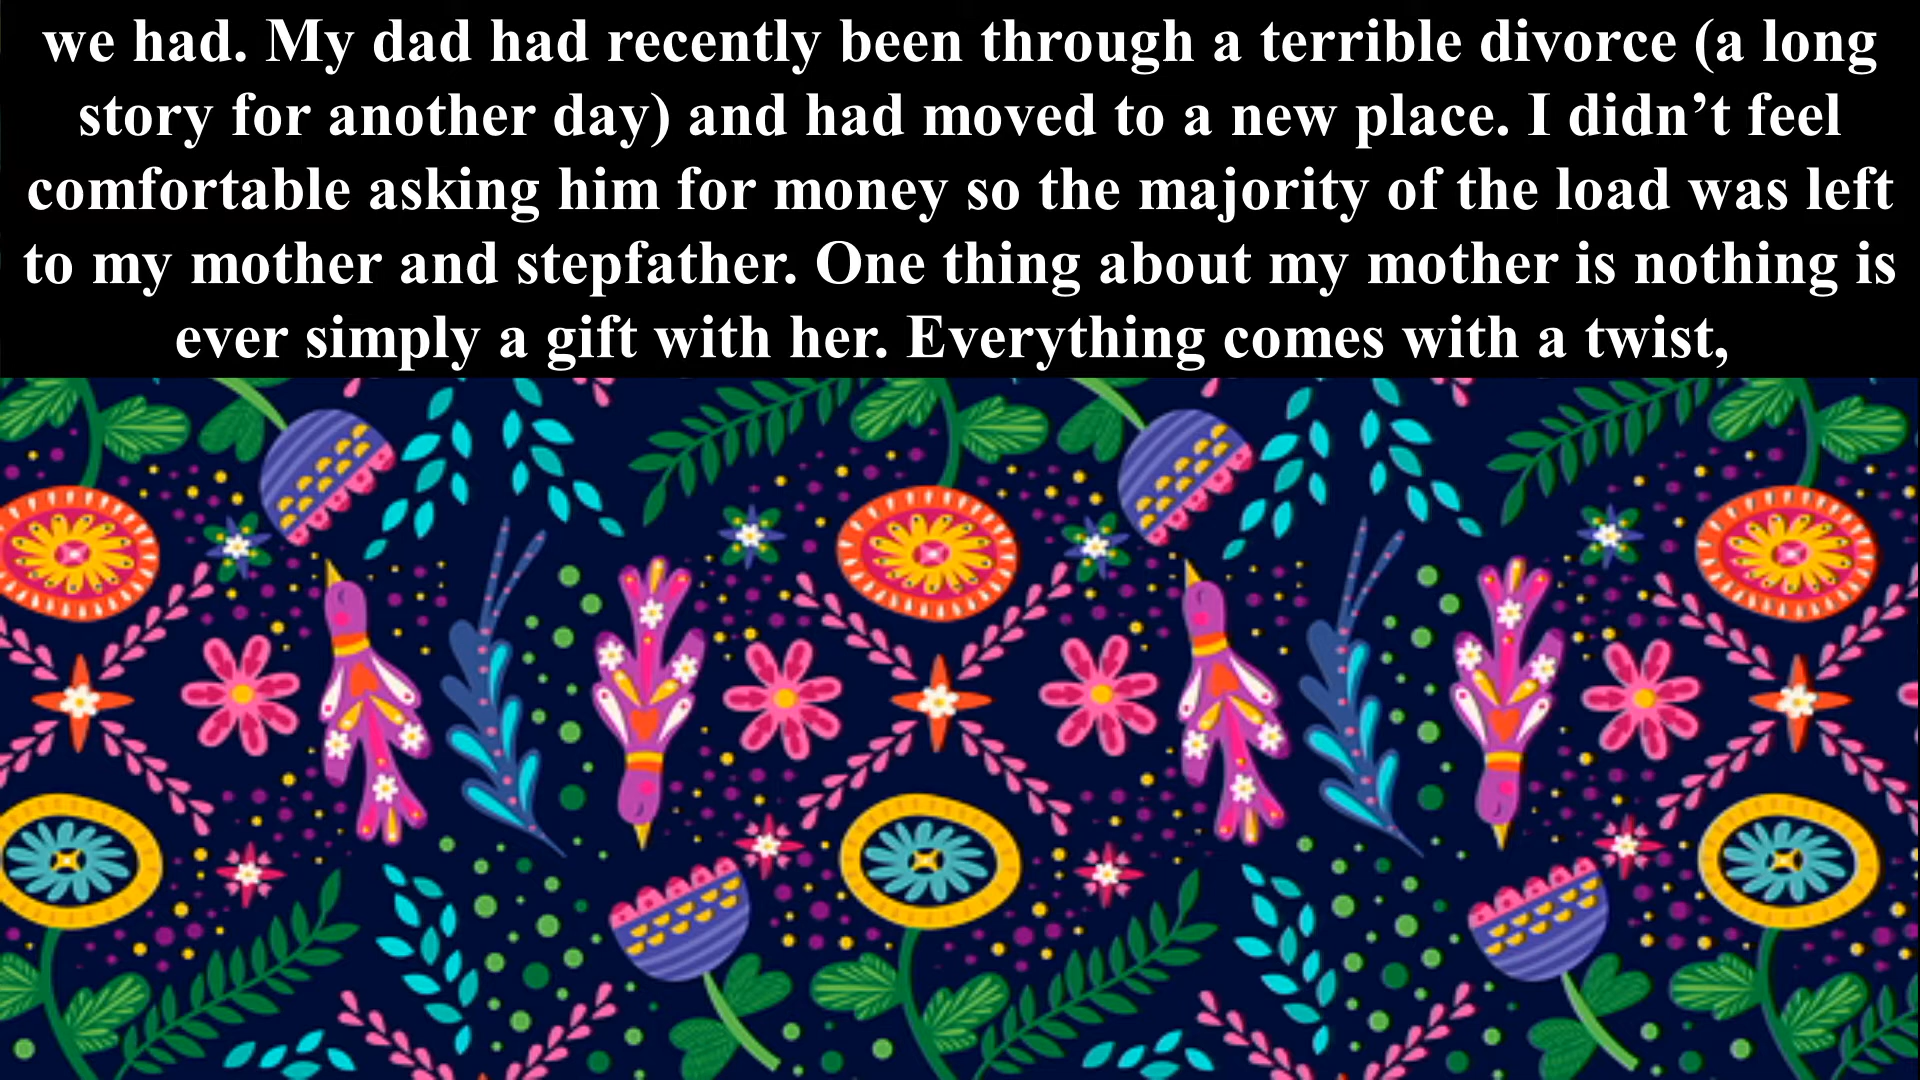 we had. My dad had recently been through a terrible divorce (a long
story for another day) and had moved to a new place. I didn’t feel
comfortable asking him for money so the majority of the load was left
to my mother and stepfather. One thing about my mother is nothing is
ever simply a gift with her. Everything comes with a twist,